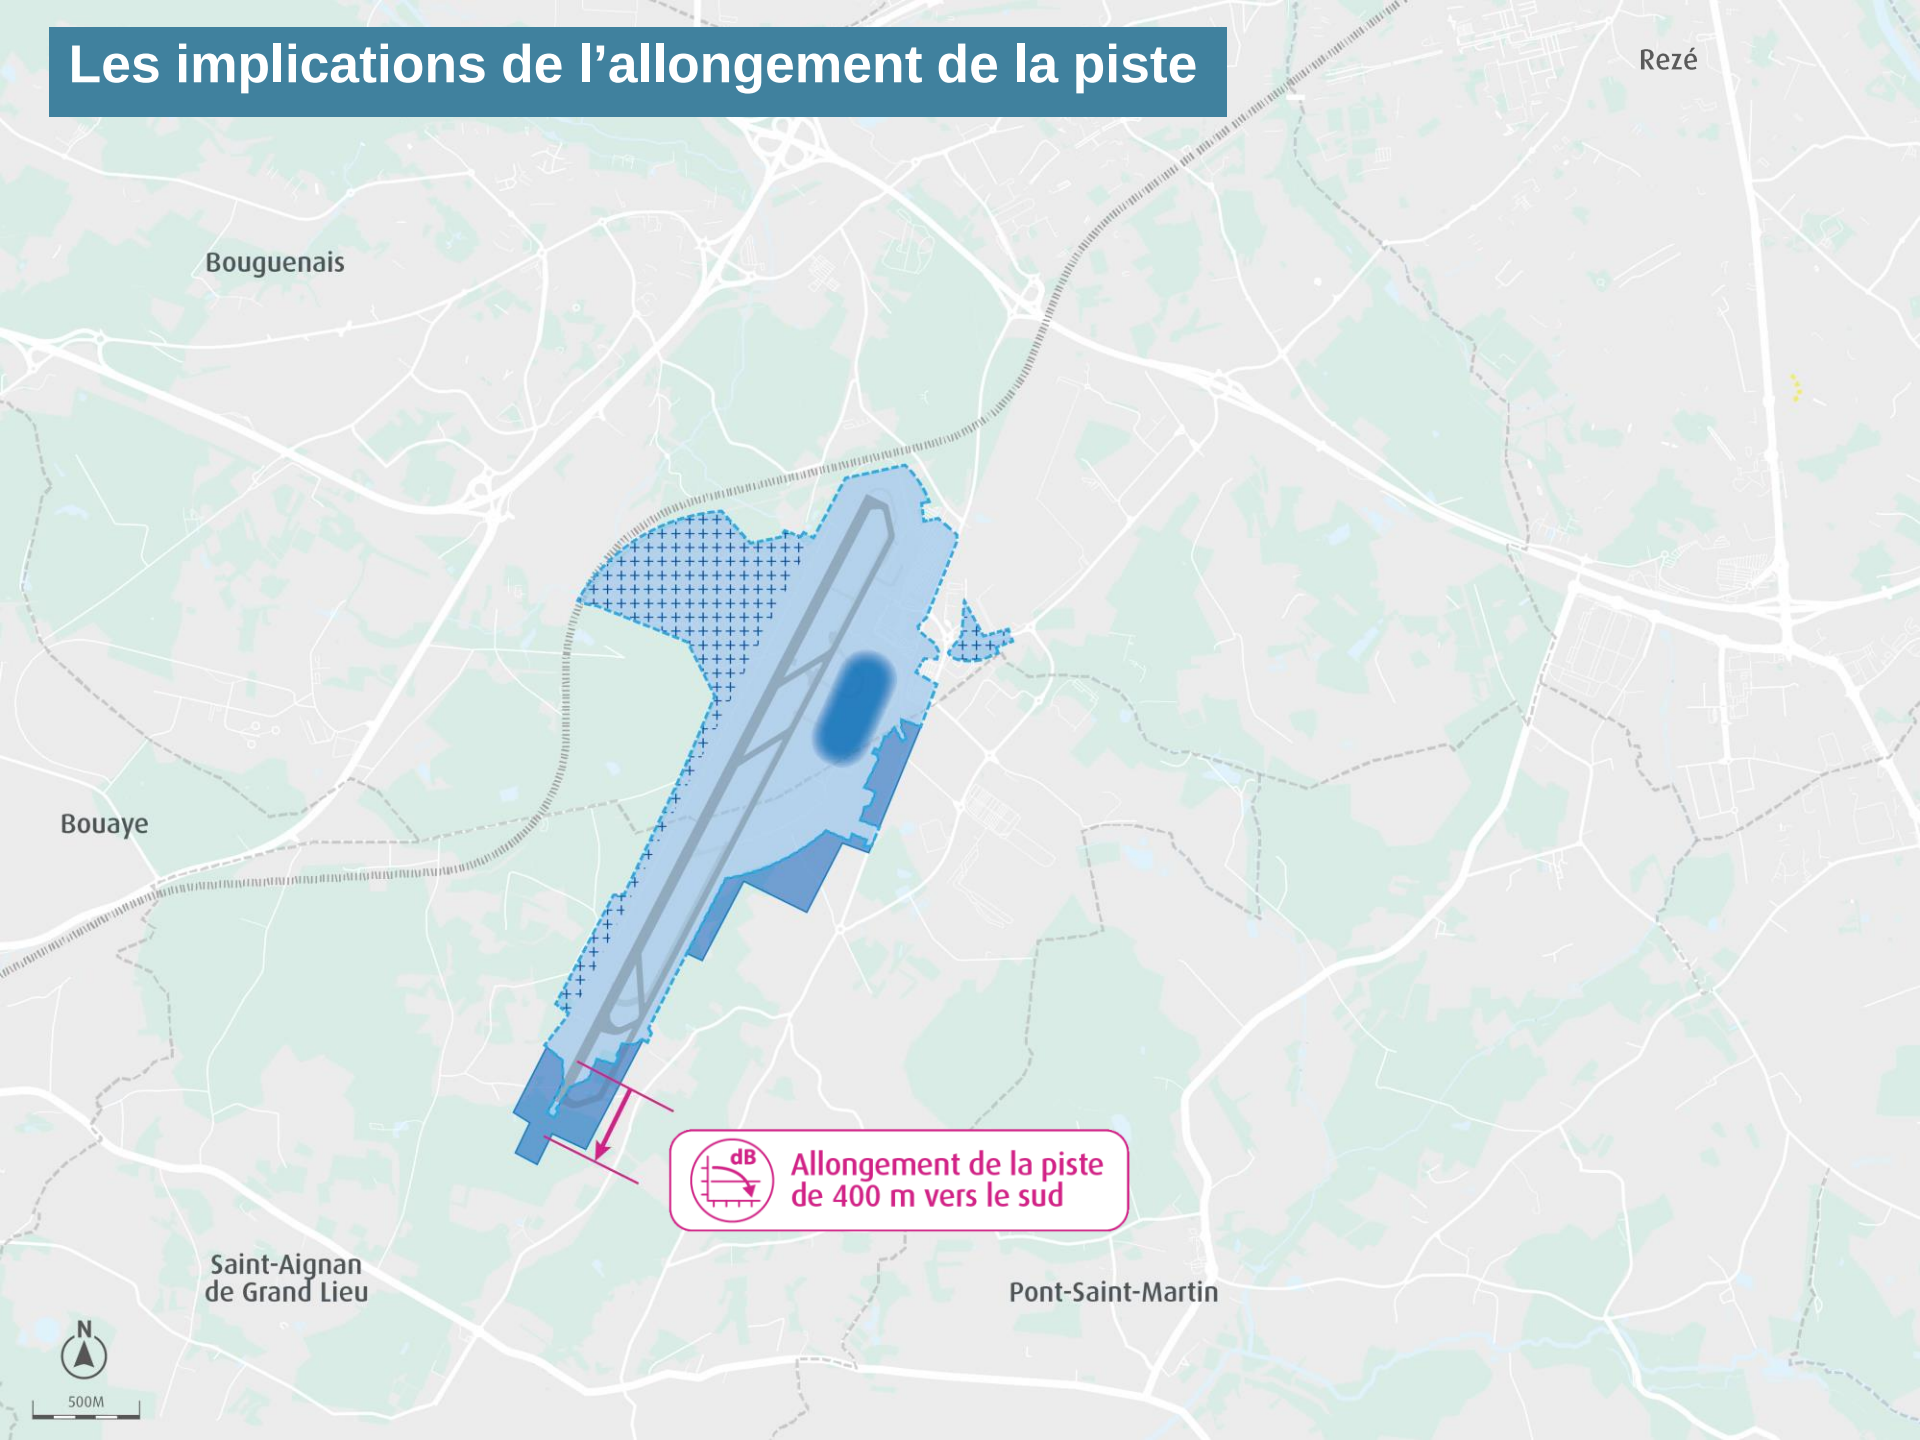 Les implications de l’allongement de la piste
Rezé
Bouguenais
Bouaye
dB
Allongement de la piste
de 400 m vers le sud
Saint-Aignan
de Grand Lieu
Pont-Saint-Martin
N
500M